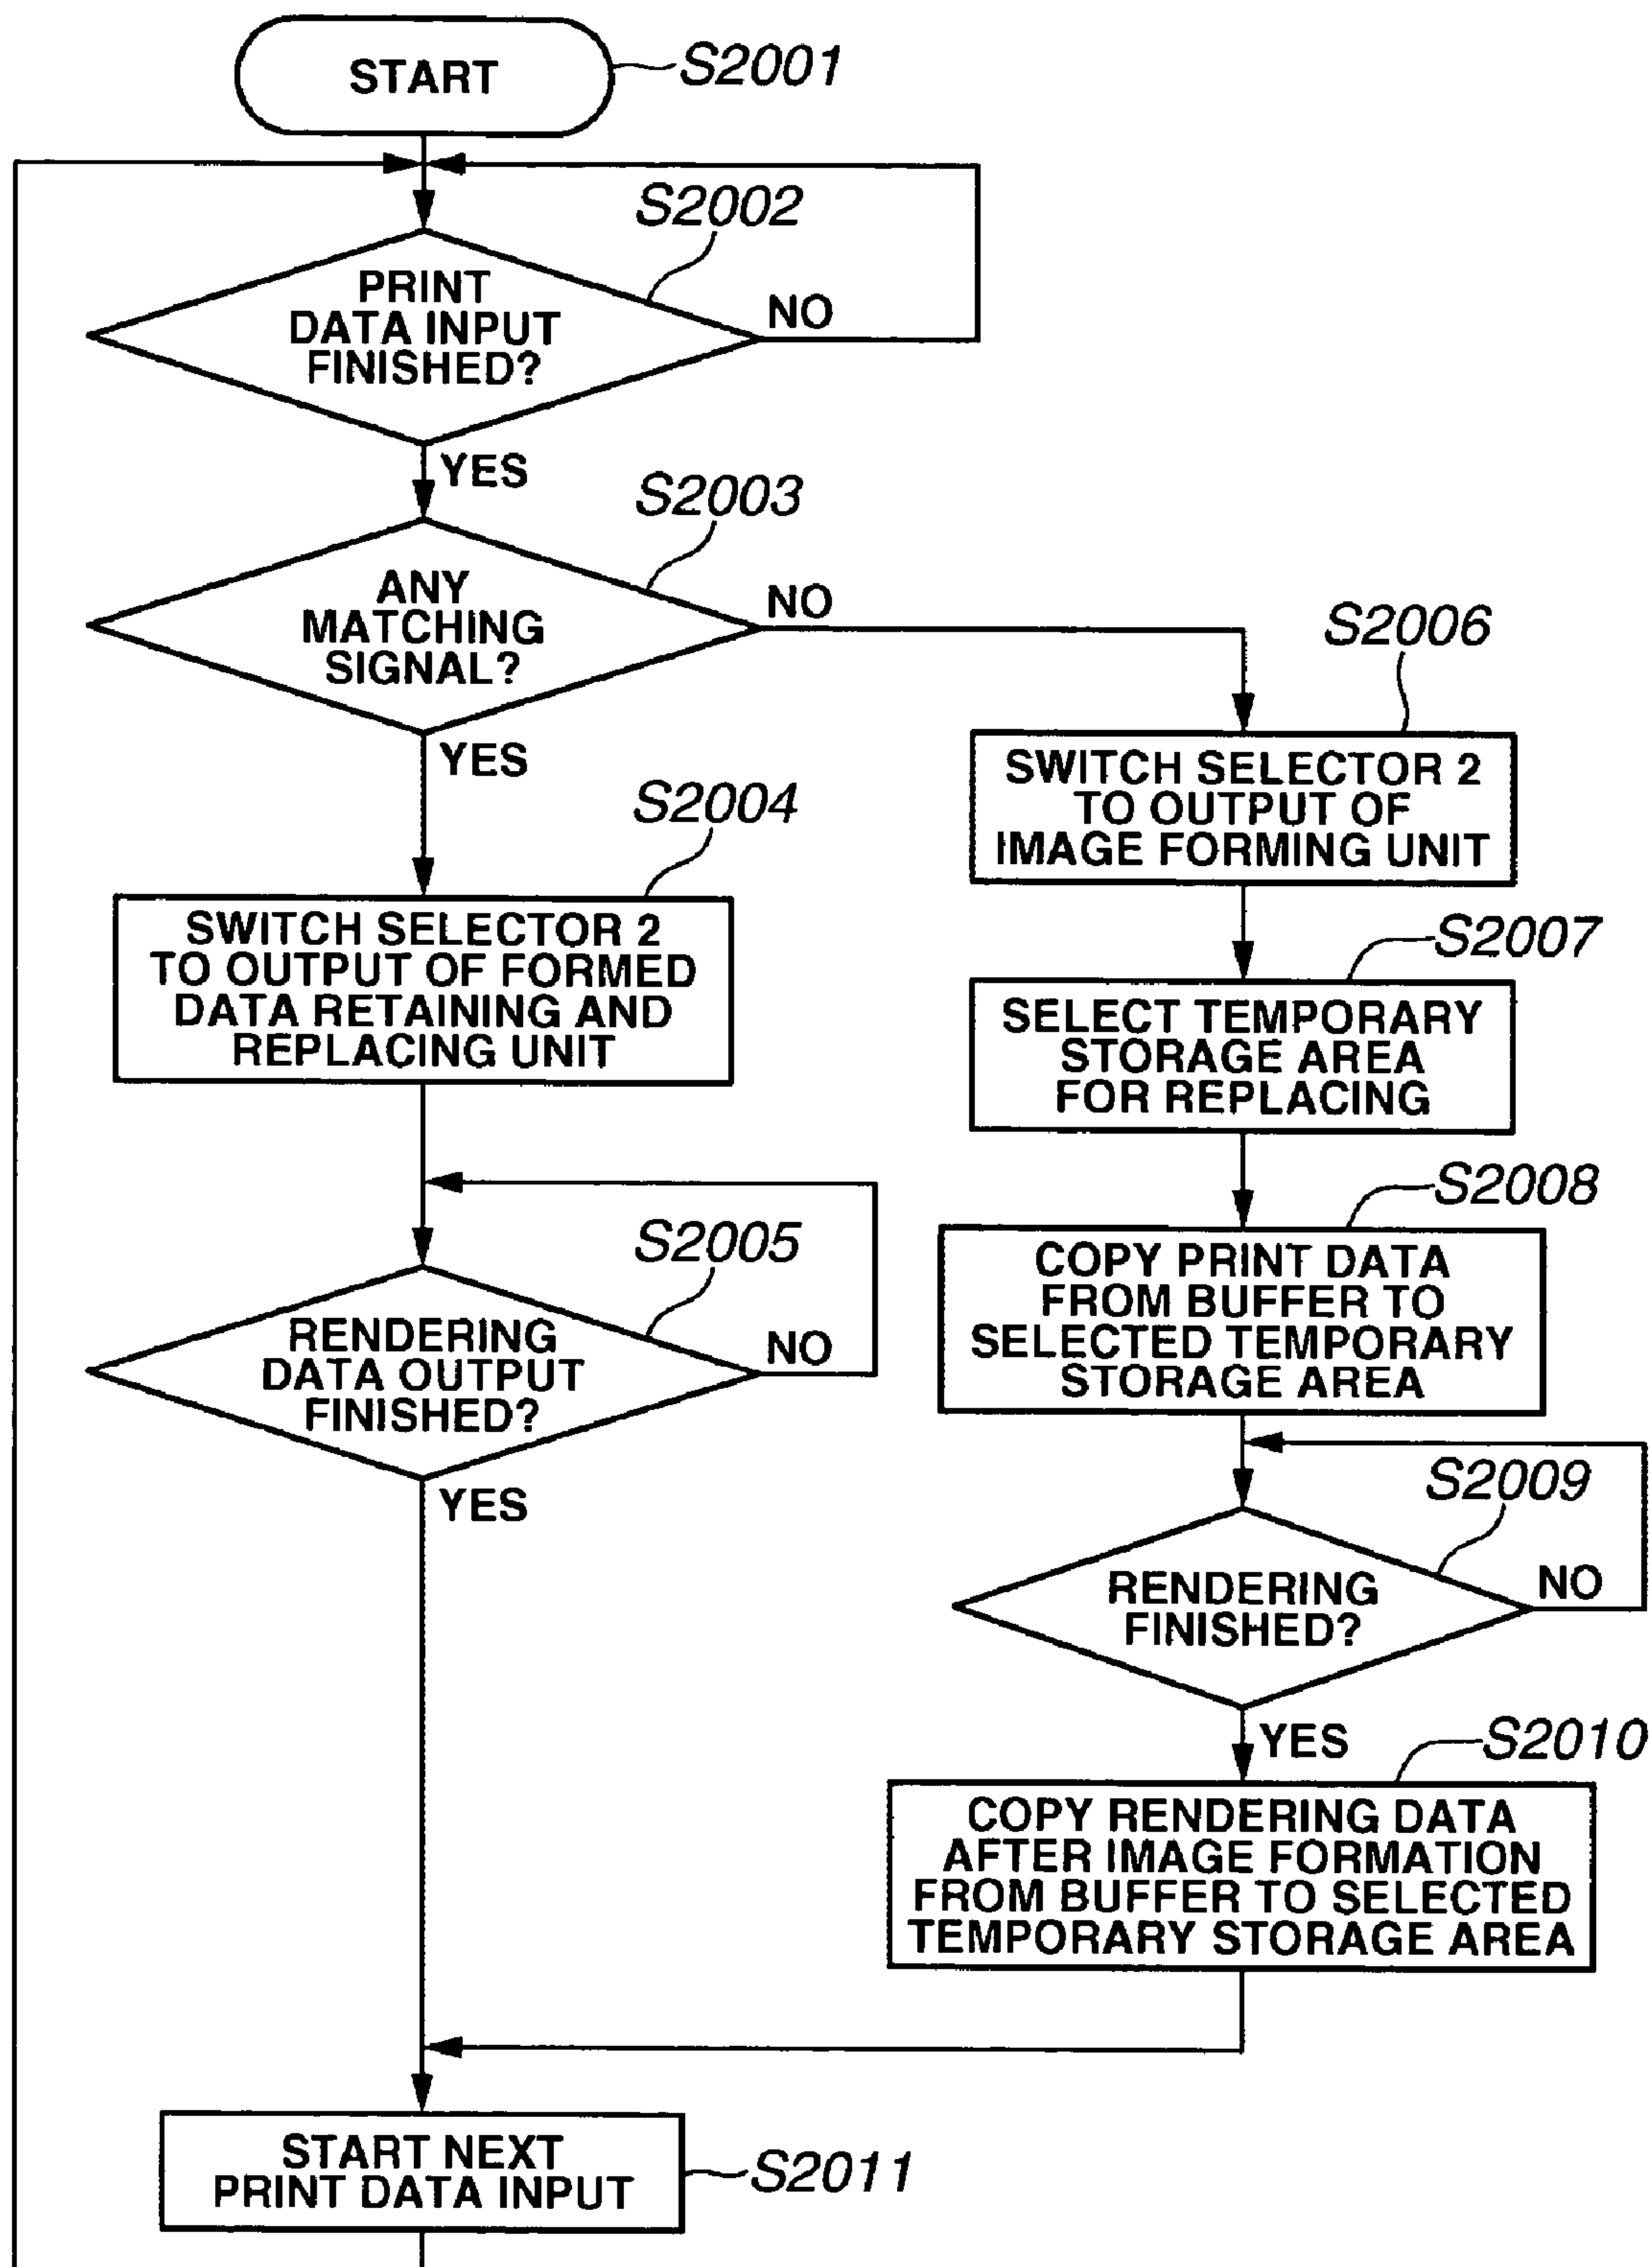 START
S2001
S2002
PRINT
DATA INPUT
FINISHED?
NO
YES
S2003
ANY
MATCHING
SIGNAL?
NO
YES
S2004
SWITCH SELECTOR 2
TO OUTPUT OF FORMED
DATA RETAINING AND
REPLACING UNIT
S2005
RENDERING
DATA OUTPUT
FINISHED?
NO
YES
S2006
SWITCH SELECTOR 2
TO OUTPUT OF
IMAGE FORMING UNIT
S2007
SELECT TEMPORARY
STORAGE AREA
FOR REPLACING
S2008
COPY PRINT DATA
FROM BUFFER TO
SELECTED TEMPORARY
STORAGE AREA
S2009
RENDERING
FINISHED?
NO
YES
S2010
COPY RENDERING DATA
AFTER IMAGE FORMATION
FROM BUFFER TO SELECTED
TEMPORARY STORAGE AREA
START NEXT
PRINT DATA INPUT
S2011